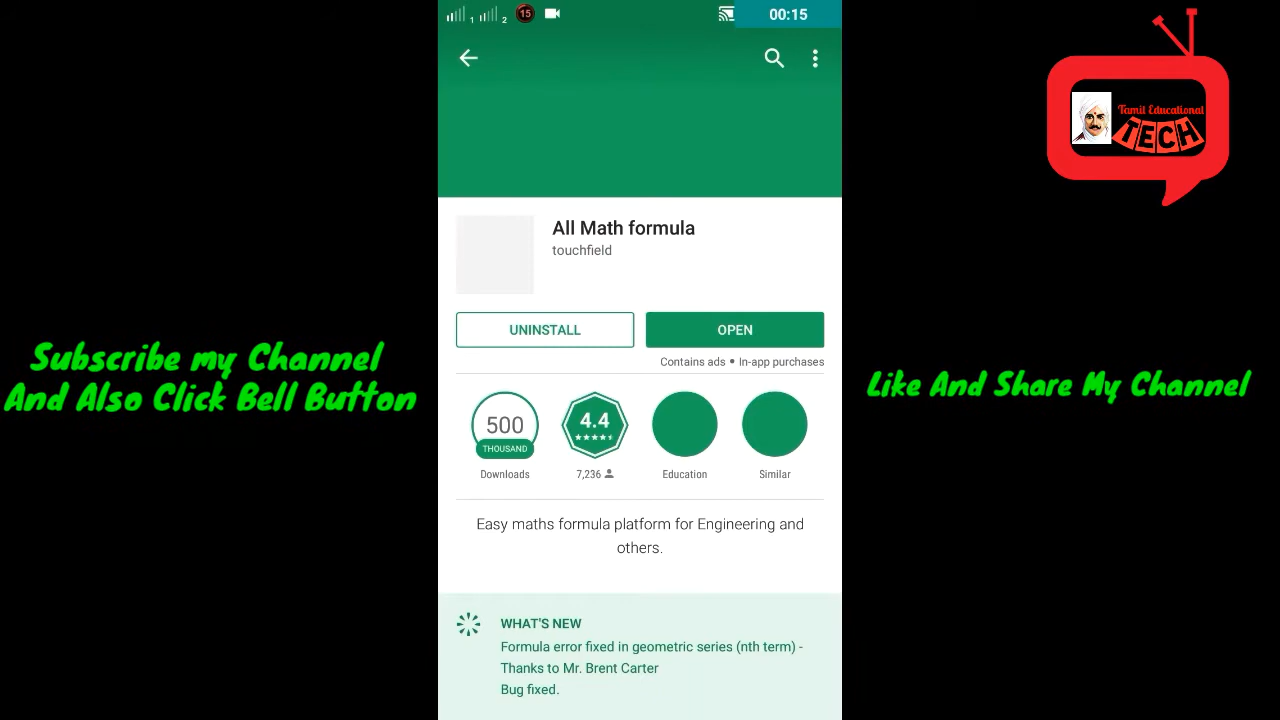 1 2 15 00:15
Tamil Educational
TECH
All Math formula
touchfield
UNINSTALL OPEN
Contains ads • In-app purchases
500 4.4
THOUSAND
Downloads 7,236 Education Similar
Subscribe my Channel
And Also Click Bell Button
Like And Share My Channel
Easy maths formula platform for Engineering and
others.
WHAT'S NEW
Formula error fixed in geometric series (nth term) -
Thanks to Mr. Brent Carter
Bug fixed.